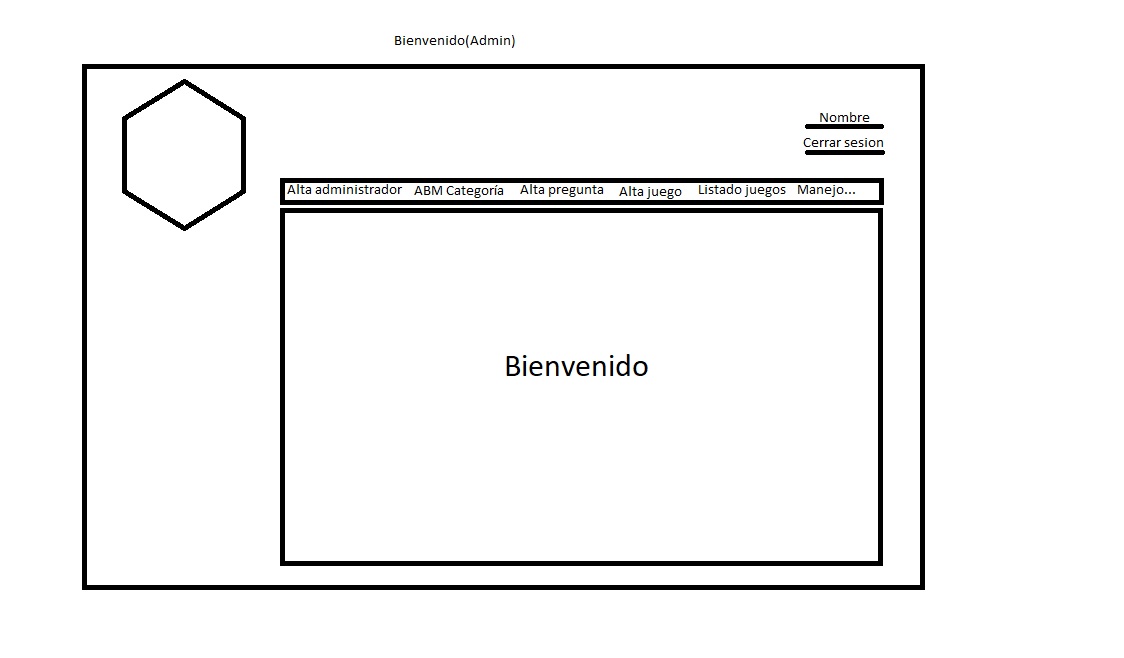 Bienvenido(Admin)
Nombre
Cerrar sesion
Alta administrador ABM Categoría Alta pregunta Alta juego Listado juegos Manejo...
Bienvenido